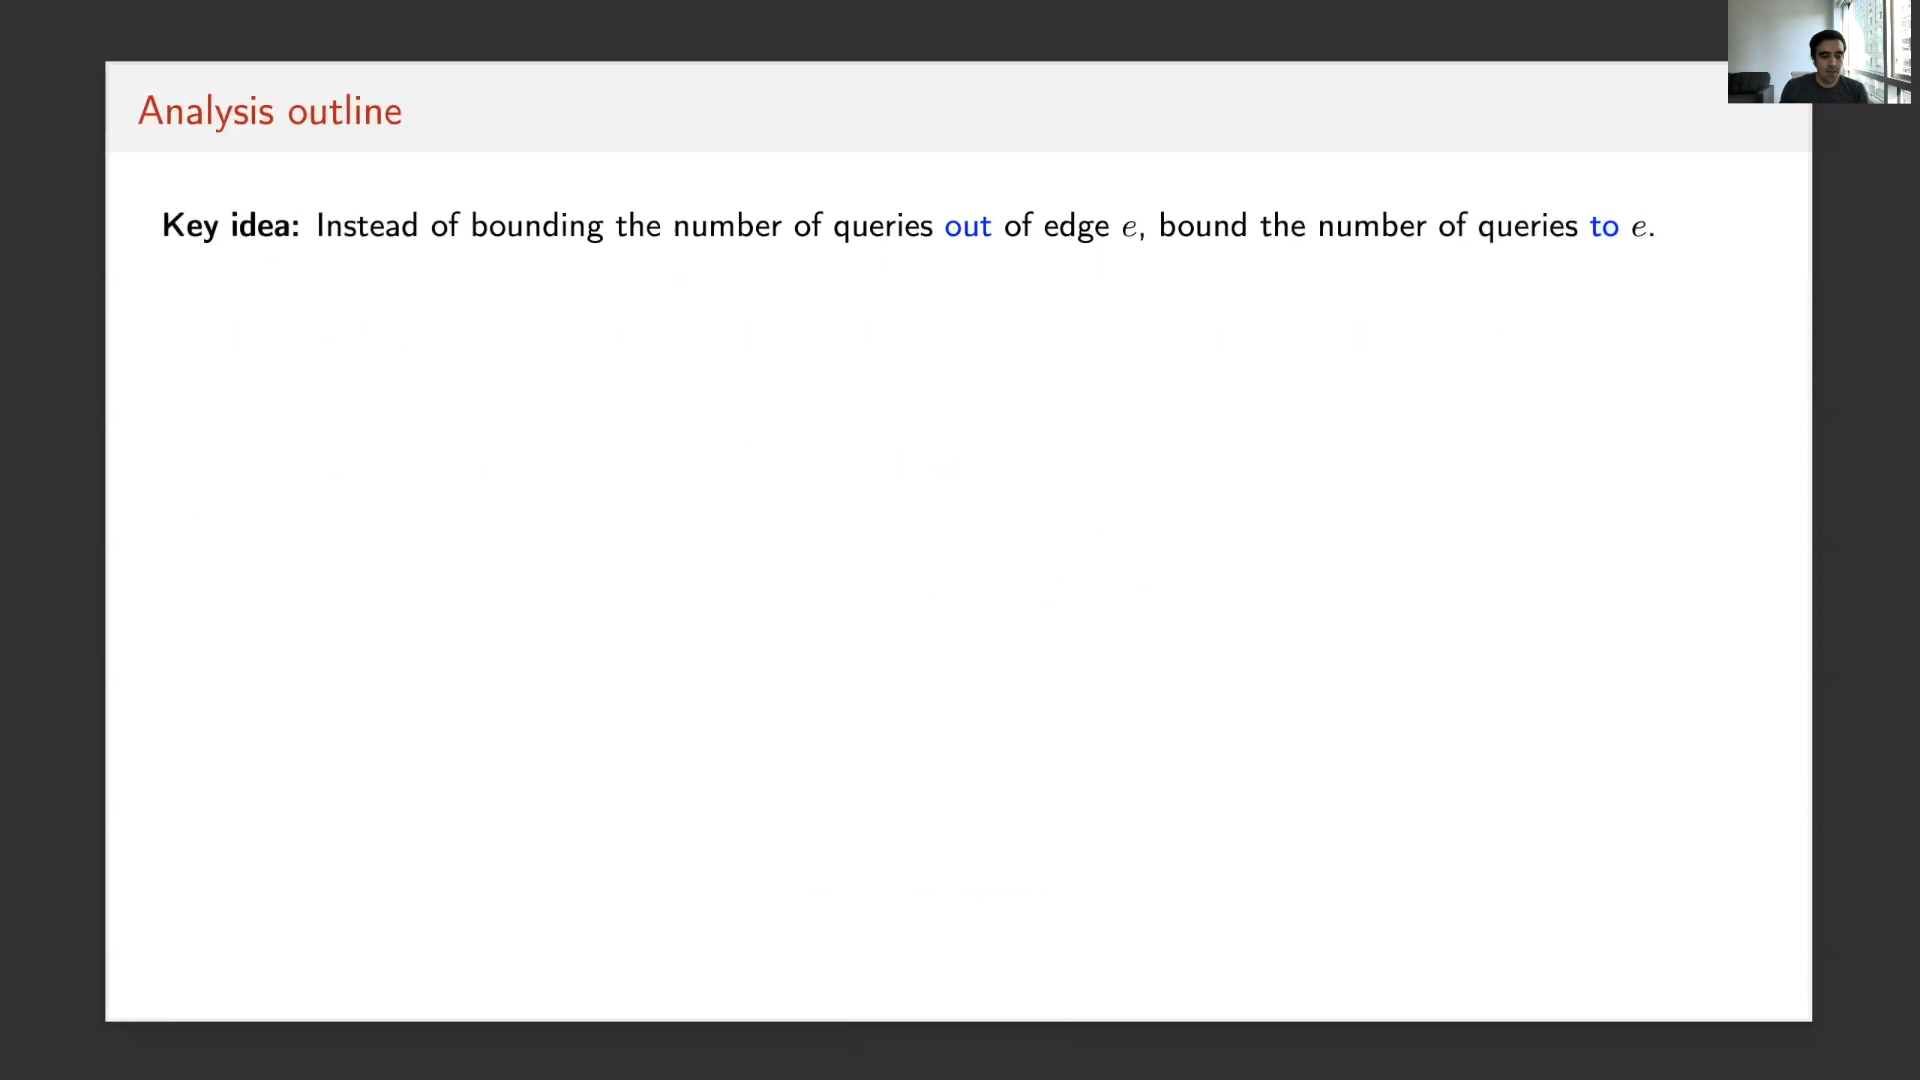 Analysis outline
Key idea: Instead of bounding the number of queries out of edge e, bound the number of queries to e.